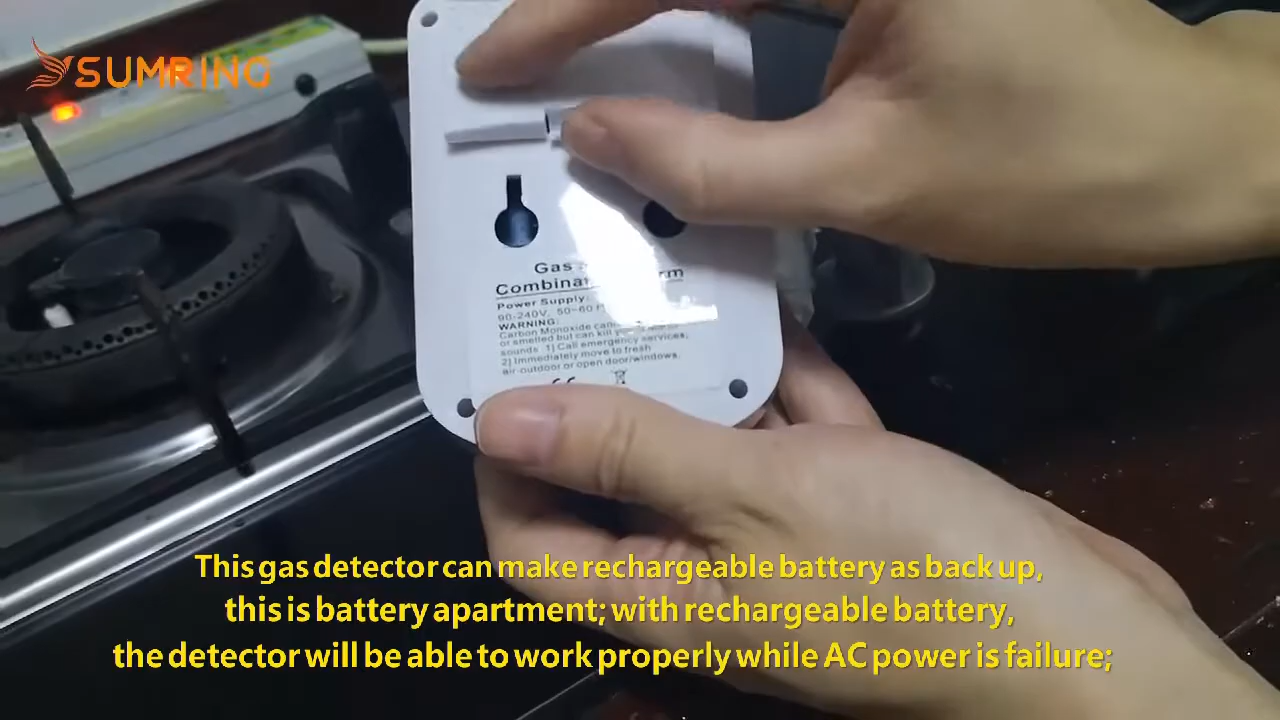 SUMRING
Gas
Combina
Power Supply:
90-240V, 50~60
WARNING:
Carbon Monoxide
or smelled but can kill
sounds 1) Call emergency services;
2) Immediately move to fresh
air-outdoor or open door/windows.
CE
This gas detector can make rechargeable battery as back up,
this is battery apartment; with rechargeable battery,
the detector will be able to work properly while AC power is failure;